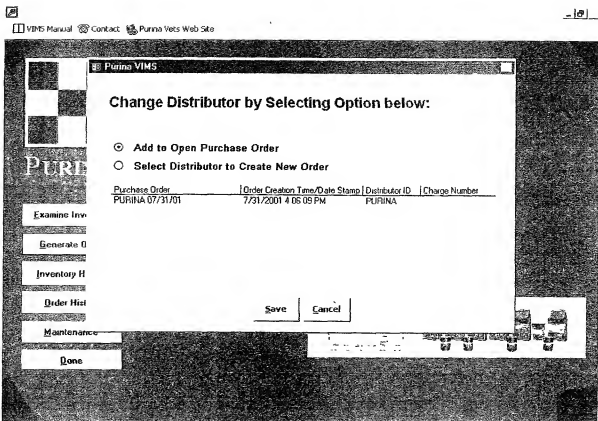 VIMS Manual Contact Purina Vets Web Site
Purina VIMS
Change Distributor by Selecting Option below:
Add to Open Purchase Order
Select Distributor to Create New Order
Purchase Order Order Creation Time/Date Stamp Distributor ID Charge Number
PURINA 07/31/01 7/31/2001 4 06 09 PM PURINA
PURI
Examine Inv
Generate O
Inventory H
Order Hist
Save Cancel
Maintenance
Done